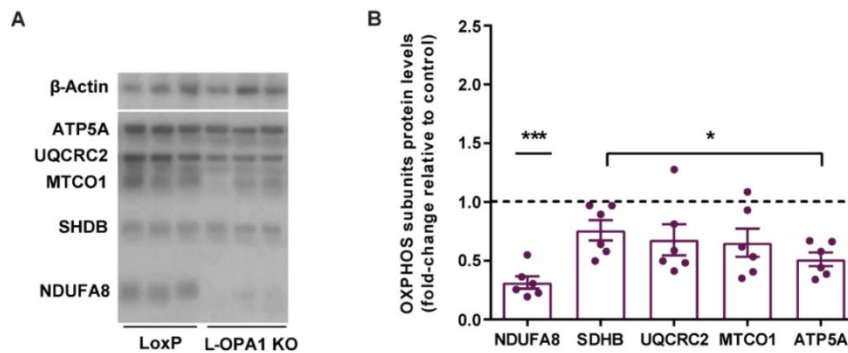 A
β-Actin
ATP5A
UQCRC2
MTCO1
SHDB
NDUFA8
LoxP L-OPA1 KO
B
OXPHOS subunits protein levels
(fold-change relative to control)
2.5
2.0
1.5
1.0
0.5
0.0
***
*
NDUFA8 SDHB UQCRC2 MTCO1 ATP5A